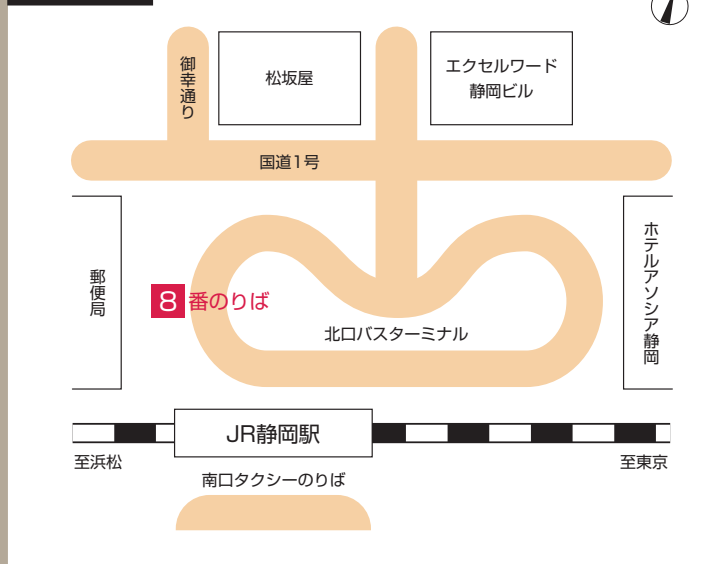 御幸通り
松坂屋
エクセルワード
静岡ビル
国道1号
郵便局
8番のりば
北口バスターミナル
ホテルアソシア静岡
JR静岡駅
至浜松
至東京
南口タクシーのりば